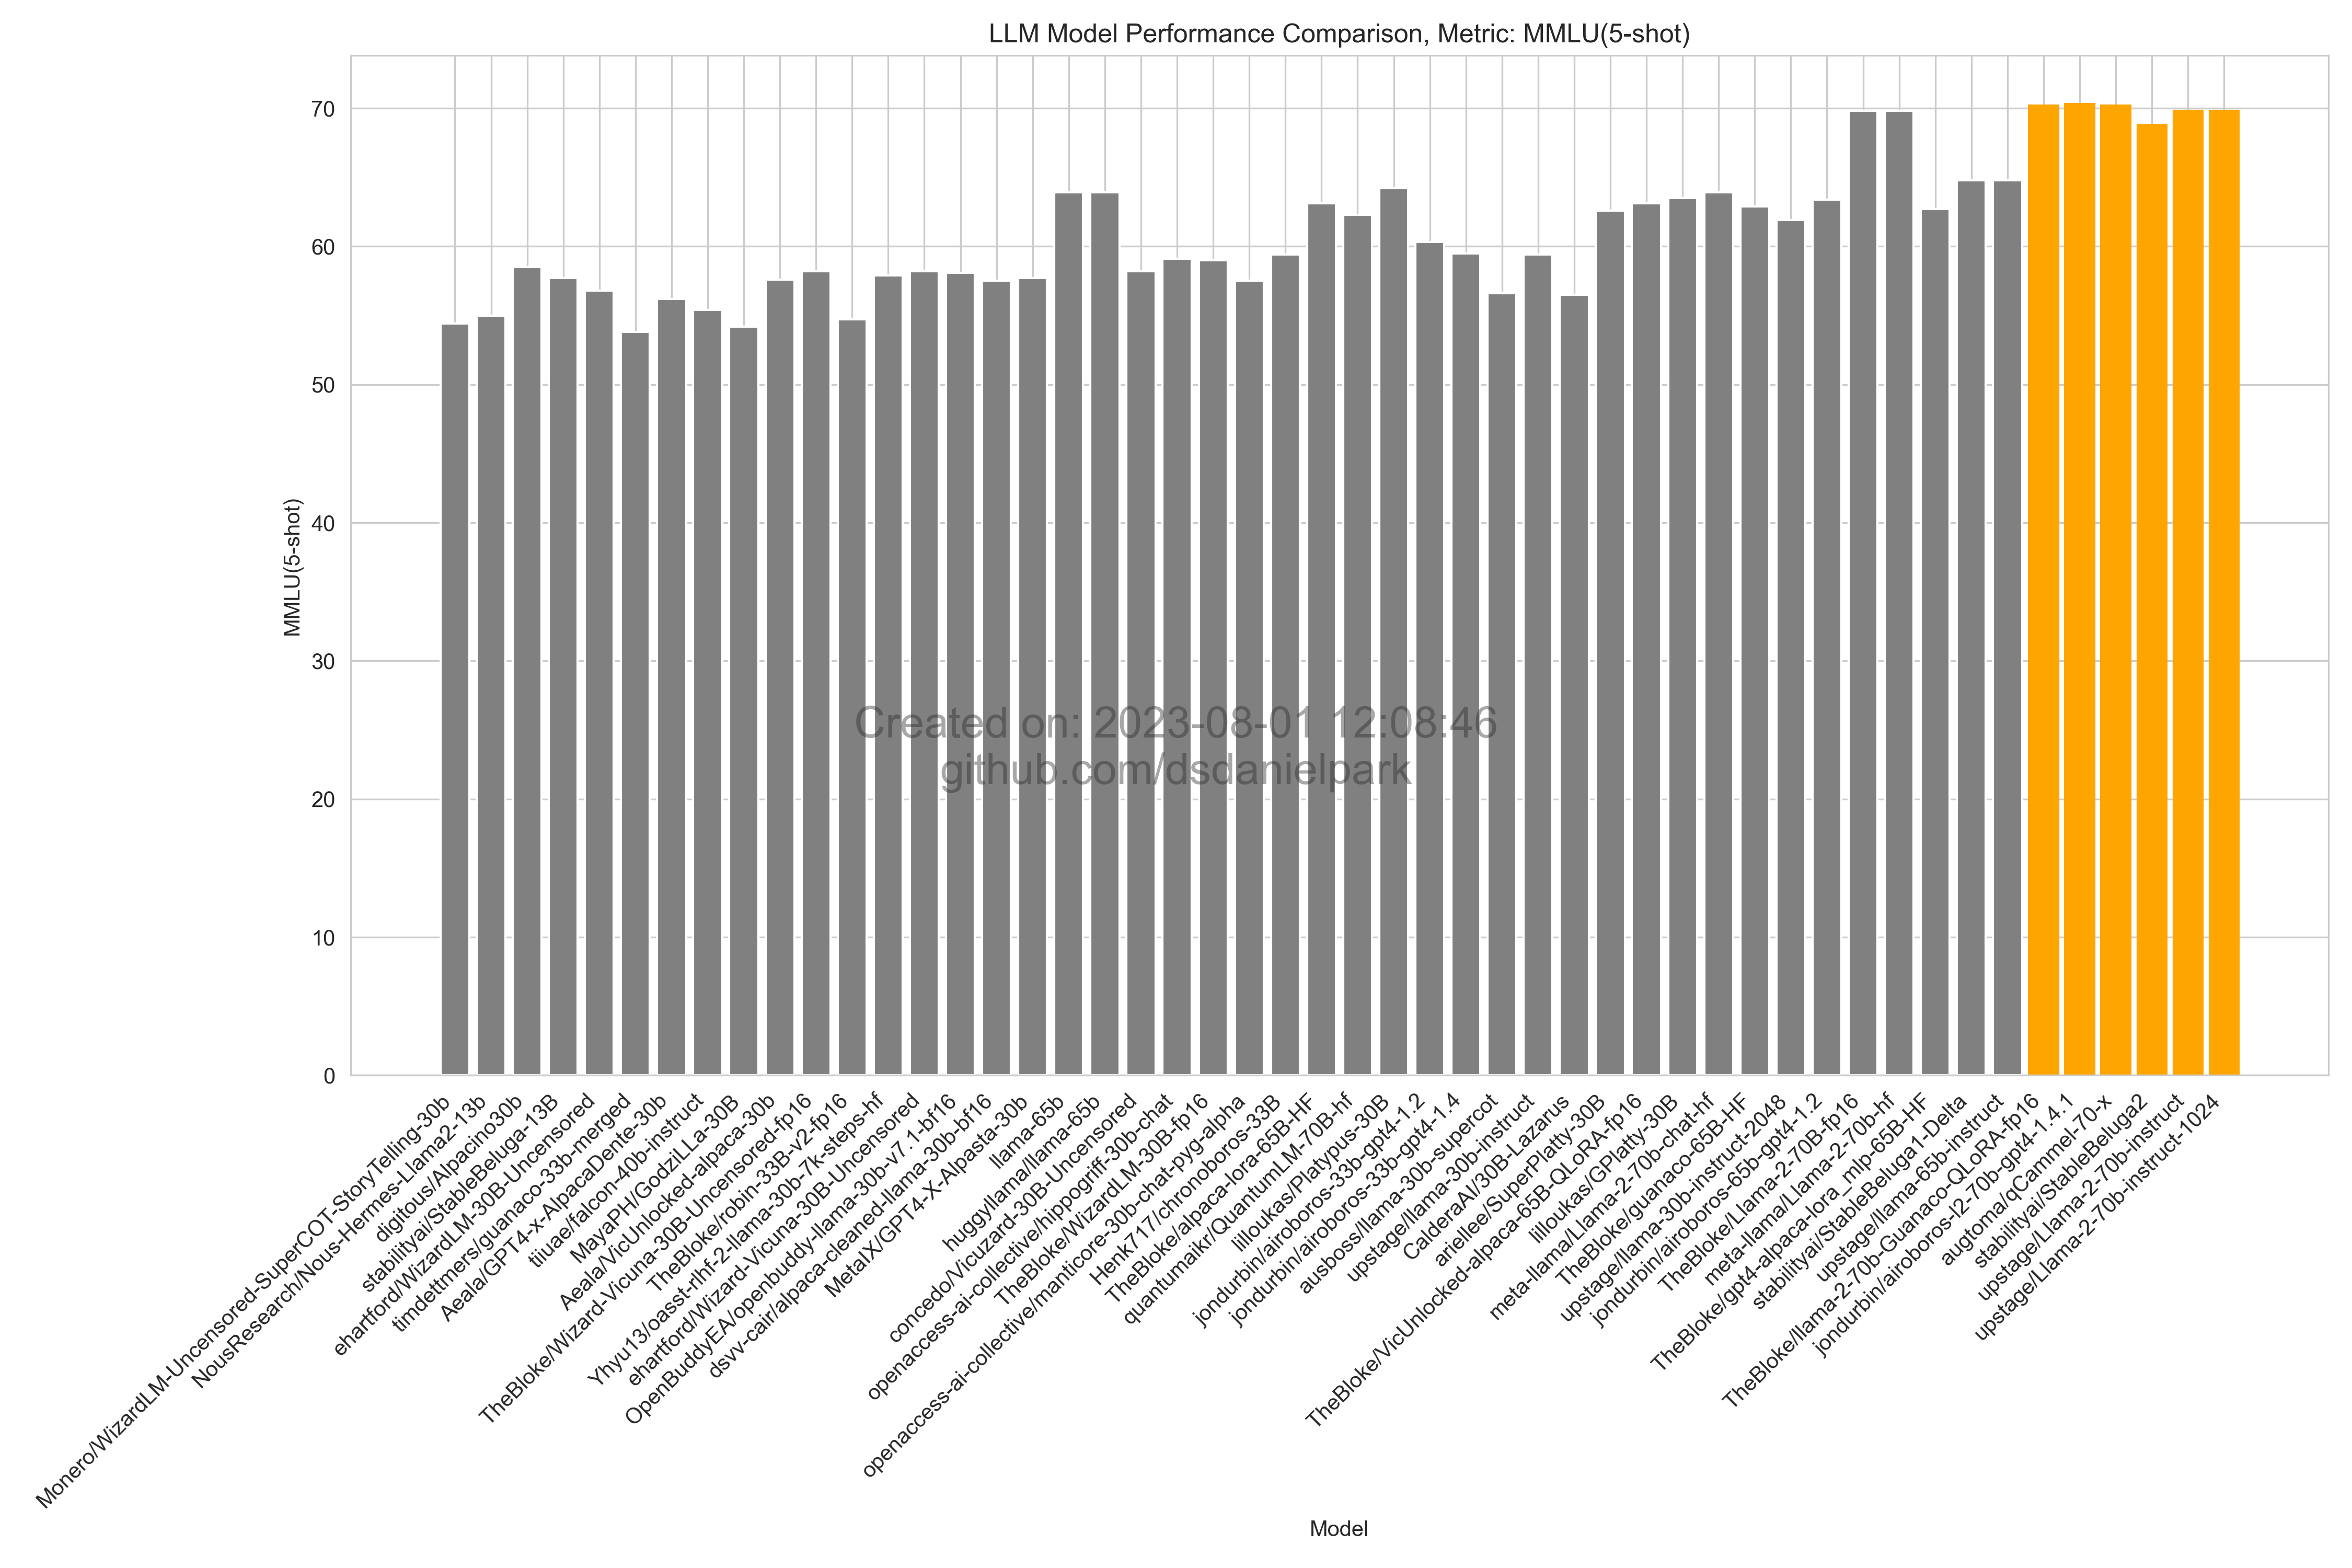 LLM Model Performance Comparison, Metric: MMLU(5-shot)
70
60
50
40
30
20
10
0
MMLU(5-shot)
Created on: 2023-08-01 12:08:46
github.com/dsdanielpark
Monero/WizardLM-Uncensored-SuperCOT-StoryTelling-30b
NousResearch/Nous-Hermes-Llama2-13b
digitous/Alpacino30b
stabilityai/StableBeluga-13B
ehartford/WizardLM-30B-Uncensored
timdettmers/guanaco-33b-merged
Aeala/GPT4-x-AlpacaDente-30b
tiiuae/falcon-40b-instruct
MayaPH/GodziLLa-30B
Aeala/VicUnlocked-alpaca-30b
TheBloke/Wizard-Vicuna-30B-Uncensored-fp16
TheBloke/robin-33B-v2-fp16
Yhyu13/oasst-rlhf-2-llama-30b-7k-steps-hf
ehartford/Wizard-Vicuna-30B-Uncensored
OpenBuddyEA/openbuddy-llama-30b-v7.1-bf16
dsvv-cair/alpaca-cleaned-llama-30b-bf16
MetaIX/GPT4-X-Alpasta-30b
llama-65b
huggyllama/llama-65b
concedo/Vicuzard-30B-Uncensored
openaccess-ai-collective/hippogriff-30b-chat
TheBloke/WizardLM-30B-fp16
openaccess-ai-collective/manticore-30b-chat-pyg-alpha
Henk717/chronoboros-33B
TheBloke/alpaca-lora-65B-HF
quantumaikr/QuantumLM-70B-hf
lilloukas/Platypus-30B
jondurbin/airoboros-33b-gpt4-1.2
jondurbin/airoboros-33b-gpt4-1.4
ausboss/llama-30b-supercot
upstage/llama-30b-instruct
CalderaAI/30B-Lazarus
ariellee/SuperPlatty-30B
TheBloke/VicUnlocked-alpaca-65B-QLoRA-fp16
lilloukas/GPlatty-30B
meta-llama/Llama-2-70b-chat-hf
TheBloke/guanaco-65B-HF
upstage/llama-30b-instruct-2048
jondurbin/airoboros-65b-gpt4-1.2
TheBloke/Llama-2-70B-fp16
meta-llama/Llama-2-70b-hf
TheBloke/gpt4-alpaca-lora_mlp-65B-HF
stabilityai/StableBeluga1-Delta
upstage/llama-65b-instruct
TheBloke/llama-2-70b-Guanaco-QLoRA-fp16
jondurbin/airoboros-l2-70b-gpt4-1.4.1
augtoma/qCammel-70-x
stabilityai/StableBeluga2
upstage/Llama-2-70b-instruct
upstage/Llama-2-70b-instruct-1024
Model